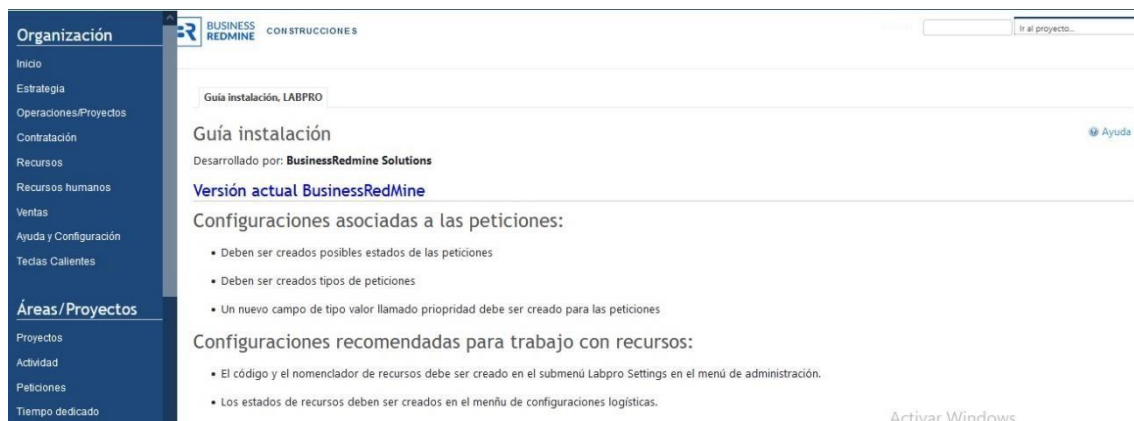 Organización
Inicio
Estrategia
Operaciones/Proyectos
Contratación
Recursos
Recursos humanos
Ventas
Ayuda y Configuración
Teclas Calientes
Áreas/Proyectos
Proyectos
Actividad
Peticiones
Tiempo dedicado
BUSINESS
REDMINE
CONSTRUCCIONES
Ir al proyecto...
Guía instalación, LABPRO
Guía instalación
Ayuda
Desarrollado por: BusinessRedmine Solutions
Versión actual BusinessRedMine
Configuraciones asociadas a las peticiones:
• Deben ser creados posibles estados de las peticiones
• Deben ser creados tipos de peticiones
• Un nuevo campo de tipo valor llamado priopridad debe ser creado para las peticiones
Configuraciones recomendadas para trabajo con recursos:
• El código y el nomenclador de recursos debe ser creado en el submenú Labpro Settings en el menú de administración.
• Los estados de recursos deben ser creados en el menñu de configuraciones logísticas.
Activar Windows